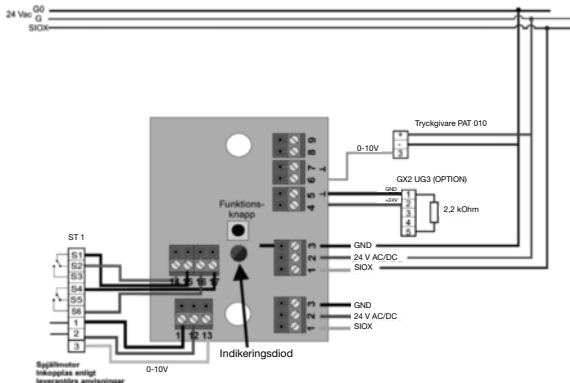 24 Vac G0
G
SIOX
Tryckgivare PAT 010
+
-
3
0-10V
9
8
7
6
5
4
⊥
⊥
GX2 UG3 (OPTION)
GND
+24V
1
2
3
4
5
2,2 kOhm
Funktions-
knapp
3
2
1
GND
24 V AC/DC
SIOX
ST 1
S1
S2
S3
S4
S5
S6
1
2
3
14 15 16 17
1 12 13
3
2
1
GND
24 V AC/DC
SIOX
Indikeringsdiod
0-10V
Spjällmotor
Inkopplas enligt
leverantörs anvisningar